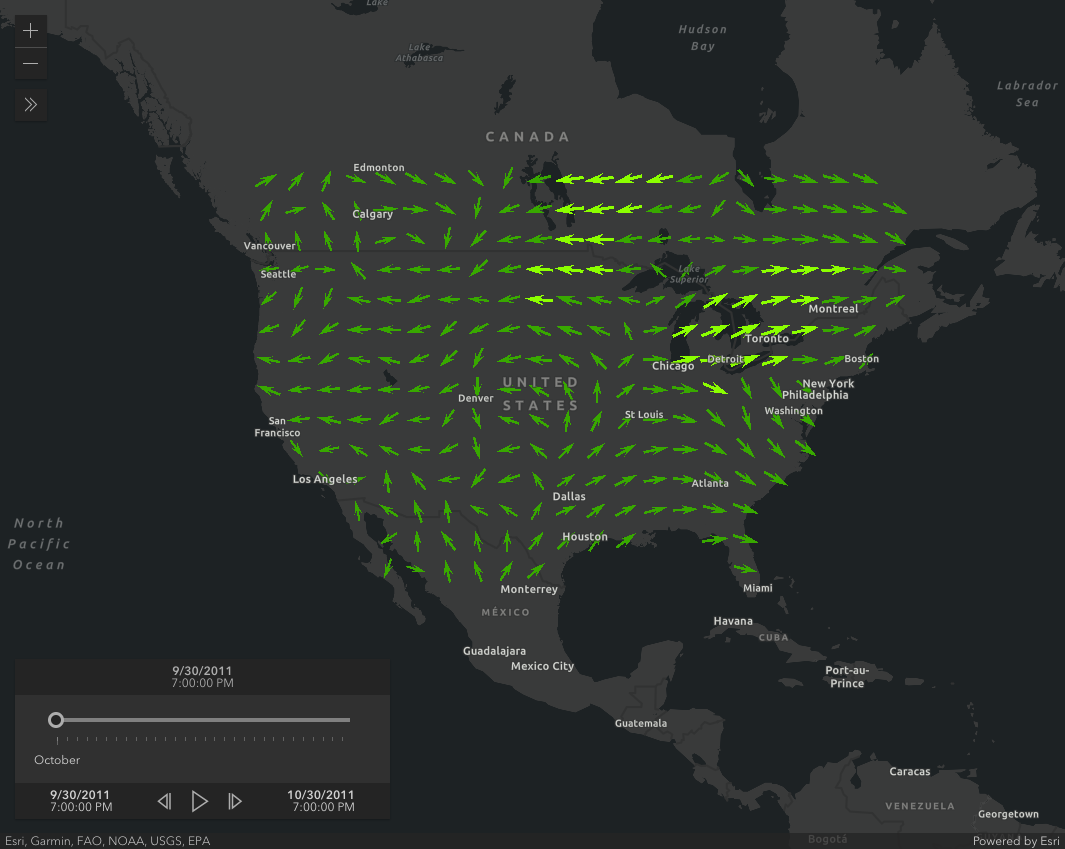 Lake
Hudson
Bay
Lake
Athabasca
Labrador
Sea
CANADA
Edmonton
Calgary
Vancouver
Seattle
Lake
Superior
Montreal
Toronto
Chicago
Detroit
Boston
UNITED
STATES
New York
Philadelphia
Denver
St Louis
Washington
San
Francisco
Los Angeles
Atlanta
Dallas
North
Pacific
Ocean
Houston
Monterrey
Miami
MÉXICO
Havana
CUBA
Guadalajara
Mexico City
Port-au-
Prince
Guatemala
9/30/2011
7:00:00 PM
October
9/30/2011
7:00:00 PM
10/30/2011
7:00:00 PM
Caracas
VENEZUELA
Georgetown
Bogotá
Esri, Garmin, FAO, NOAA, USGS, EPA
Powered by Esri